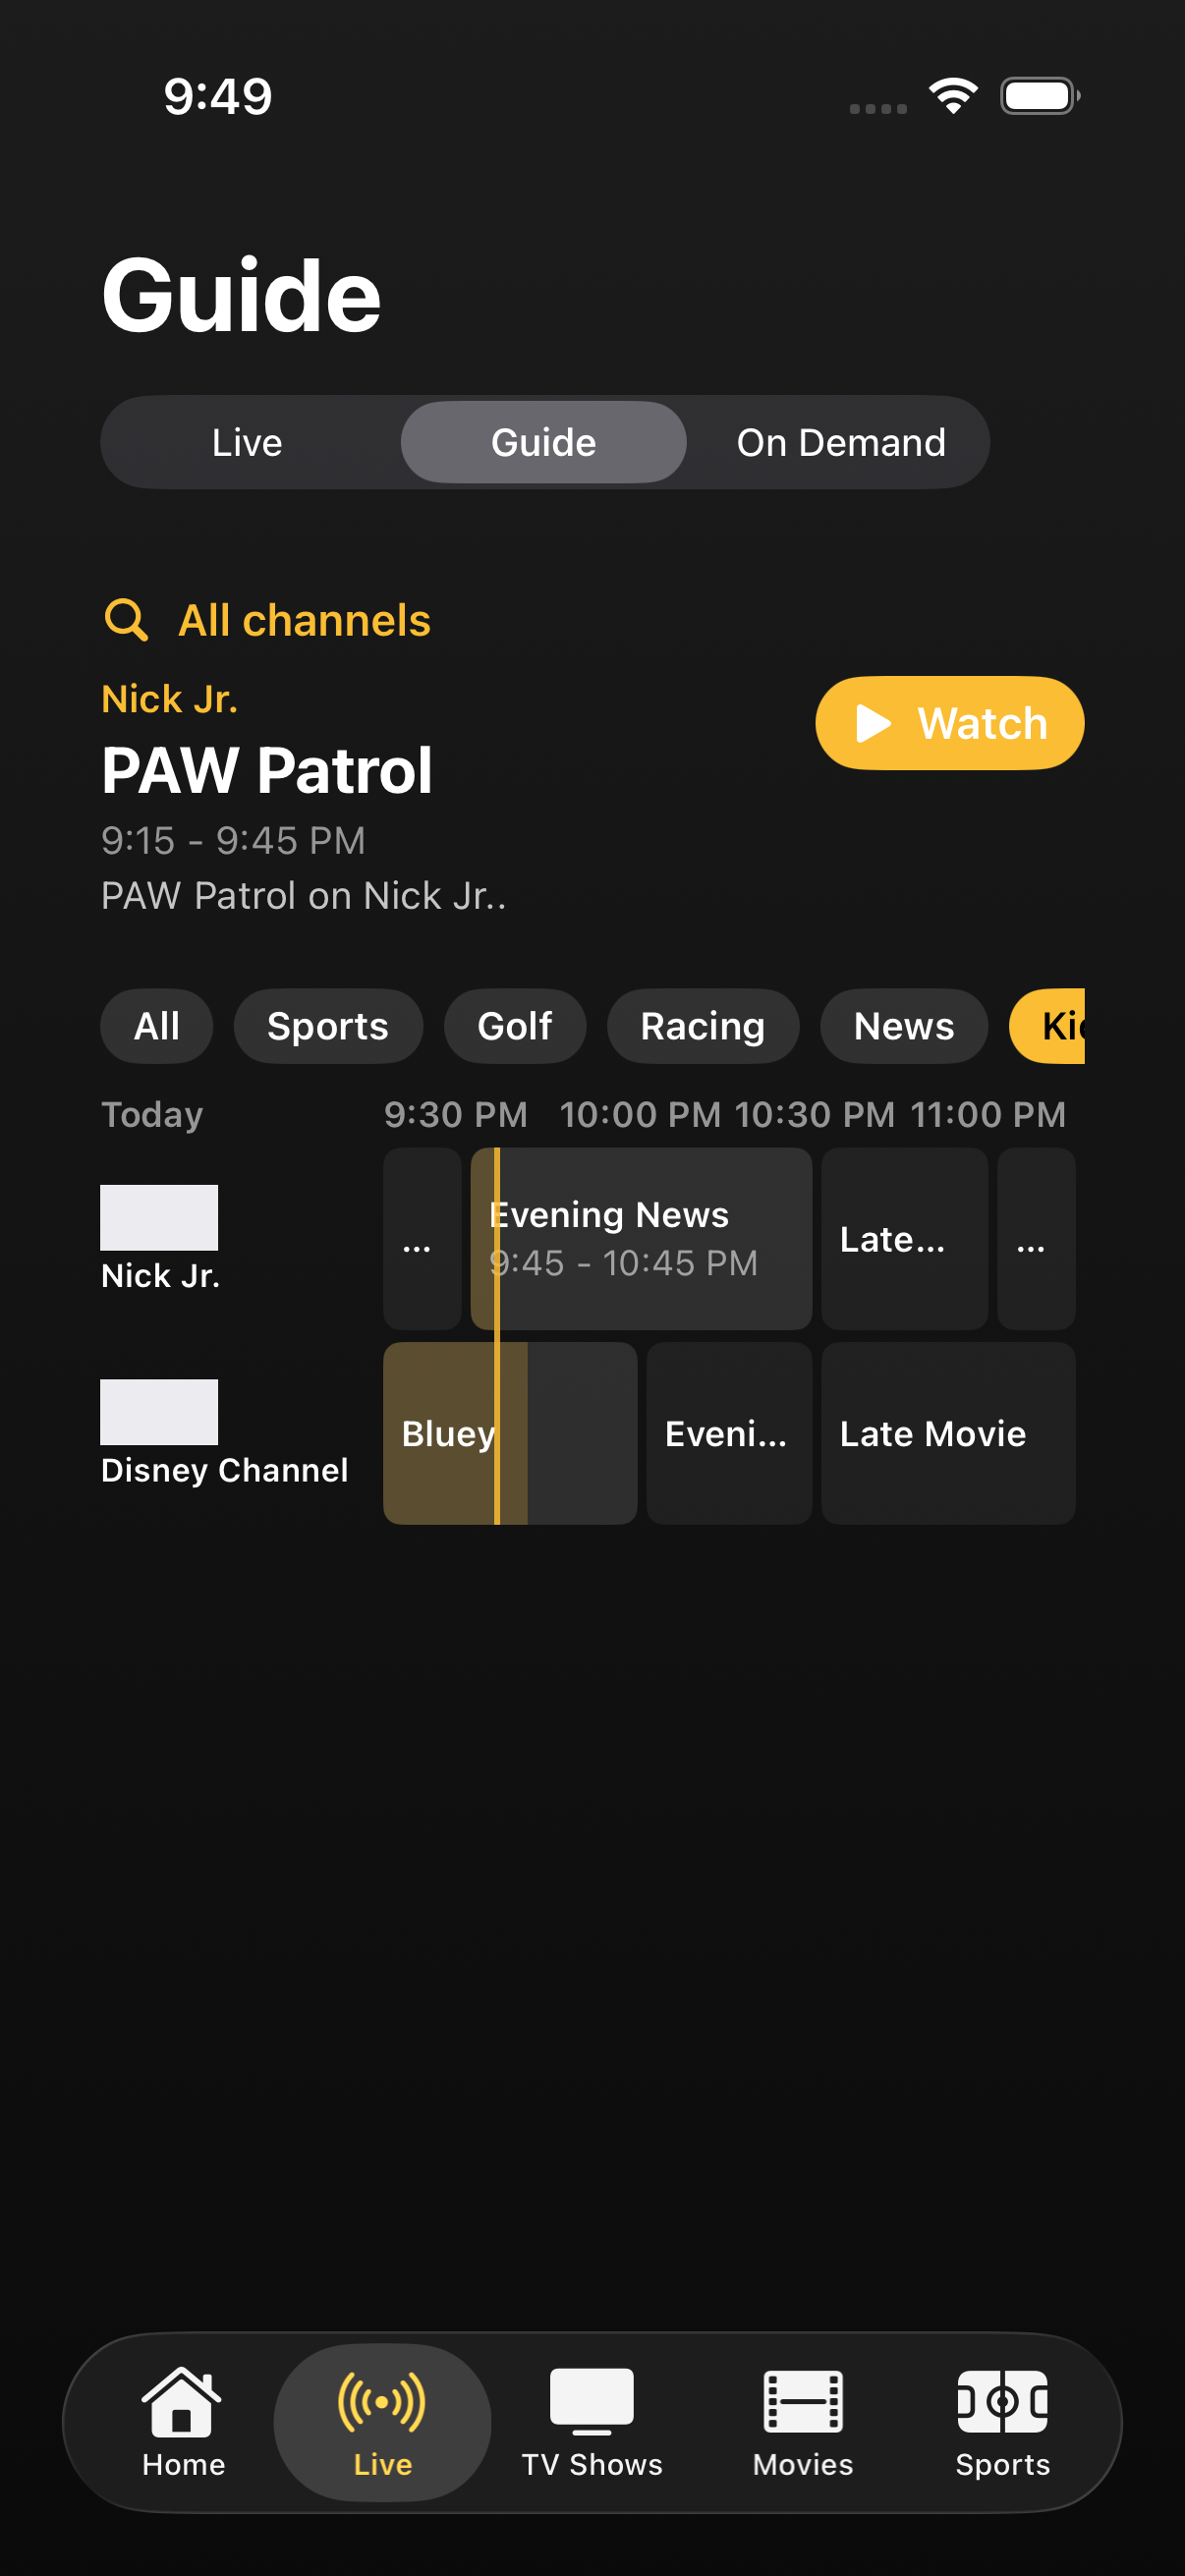 9:49
Guide
Live Guide On Demand
All channels
Nick Jr.
Watch
PAW Patrol
9:15 - 9:45 PM
PAW Patrol on Nick Jr..
All Sports Golf Racing News Kid
Today 9:30 PM 10:00 PM 10:30 PM 11:00 PM
Nick Jr.
...
Evening News
9:45 - 10:45 PM
Late...
...
Disney Channel
Bluey
Eveni...
Late Movie
Home Live TV Shows Movies Sports